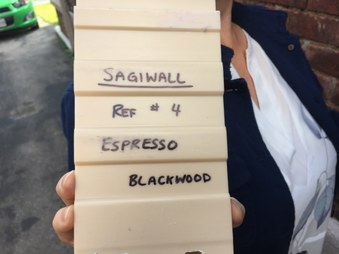 SAGIWALL
REF # 4
ESPRESSO
BLACKWOOD